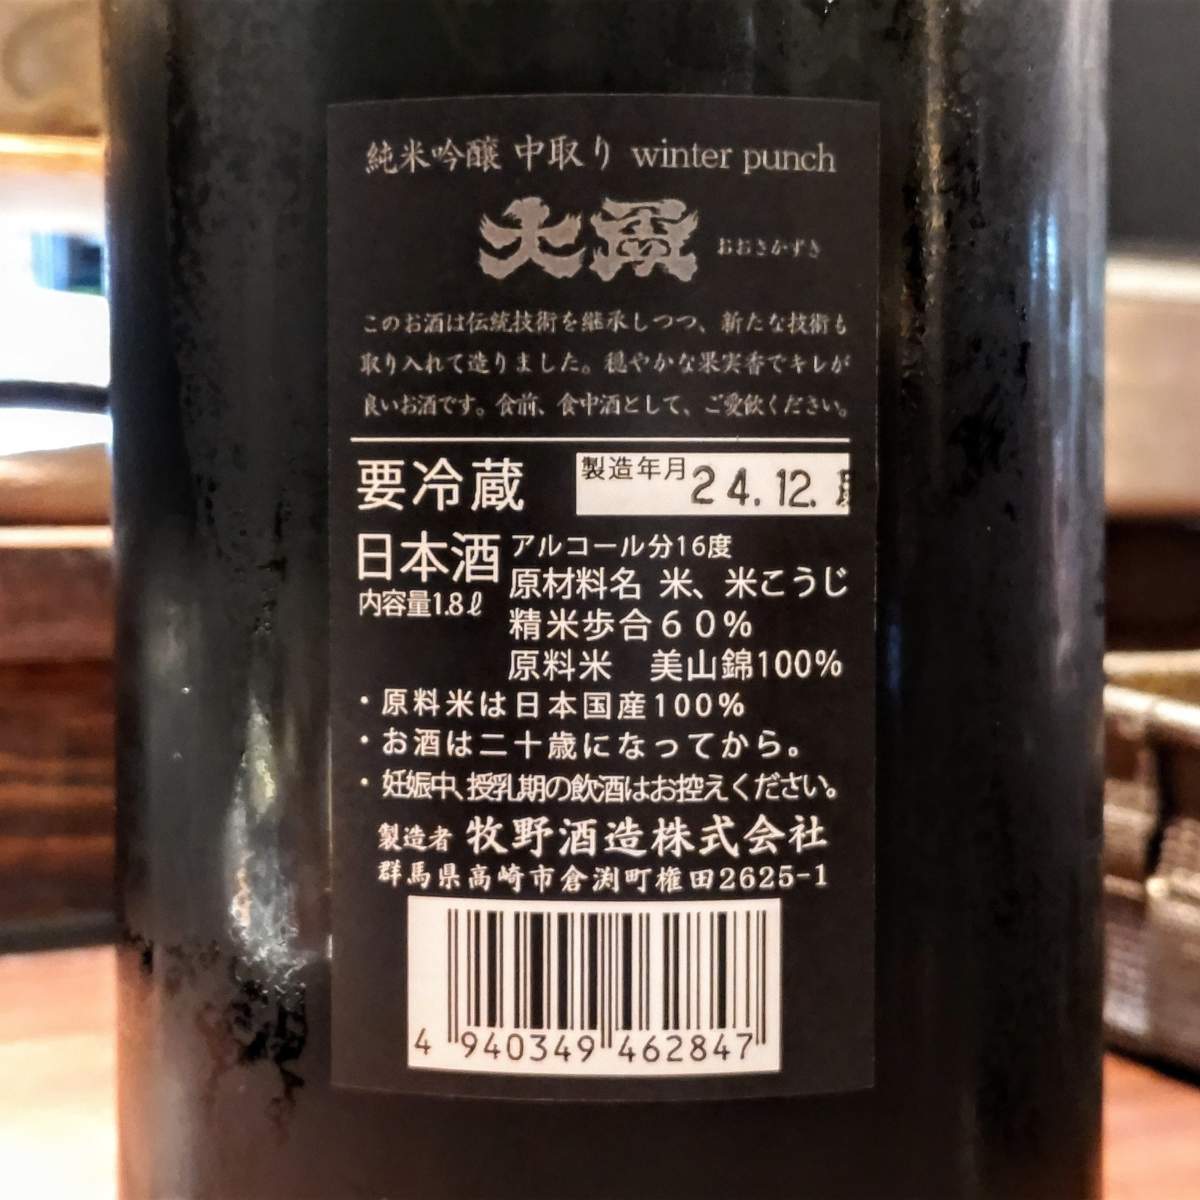 純米吟醸 中取り winter punch
大盃 おおさかずき
このお酒は伝統技術を継承しつつ、新たな技術も
取り入れて造りました。穏やかな果実香でキレが
良いお酒です。食前、食中酒として、ご愛飲ください。
要冷蔵 製造年月 24.12.
日本酒 アルコール分16度
内容量1.8ℓ 原材料名 米、米こうじ
精米歩合60%
原料米 美山錦100%
・原料米は日本国産100%
・お酒は二十歳になってから。
・妊娠中、授乳期の飲酒はお控えください。
製造者 牧野酒造株式会社
群馬県高崎市倉渕町権田2625-1
4 940349 462847